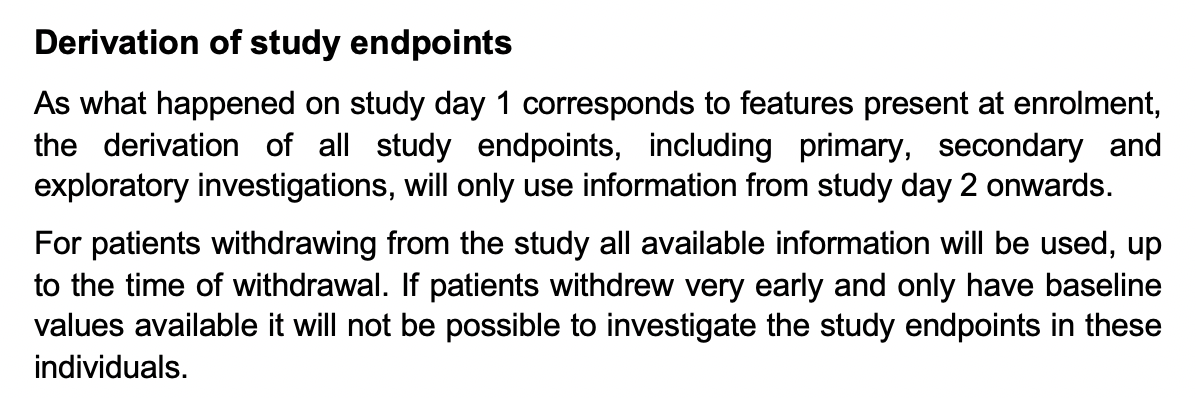 Derivation of study endpoints
As what happened on study day 1 corresponds to features present at enrolment,
the derivation of all study endpoints, including primary, secondary and
exploratory investigations, will only use information from study day 2 onwards.
For patients withdrawing from the study all available information will be used, up
to the time of withdrawal. If patients withdrew very early and only have baseline
values available it will not be possible to investigate the study endpoints in these
individuals.